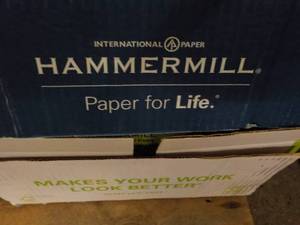 INTERNATIONAL PAPER
HAMMERMILL®
Paper for Life.®
MAKES YOUR WORK
LOOK BETTER